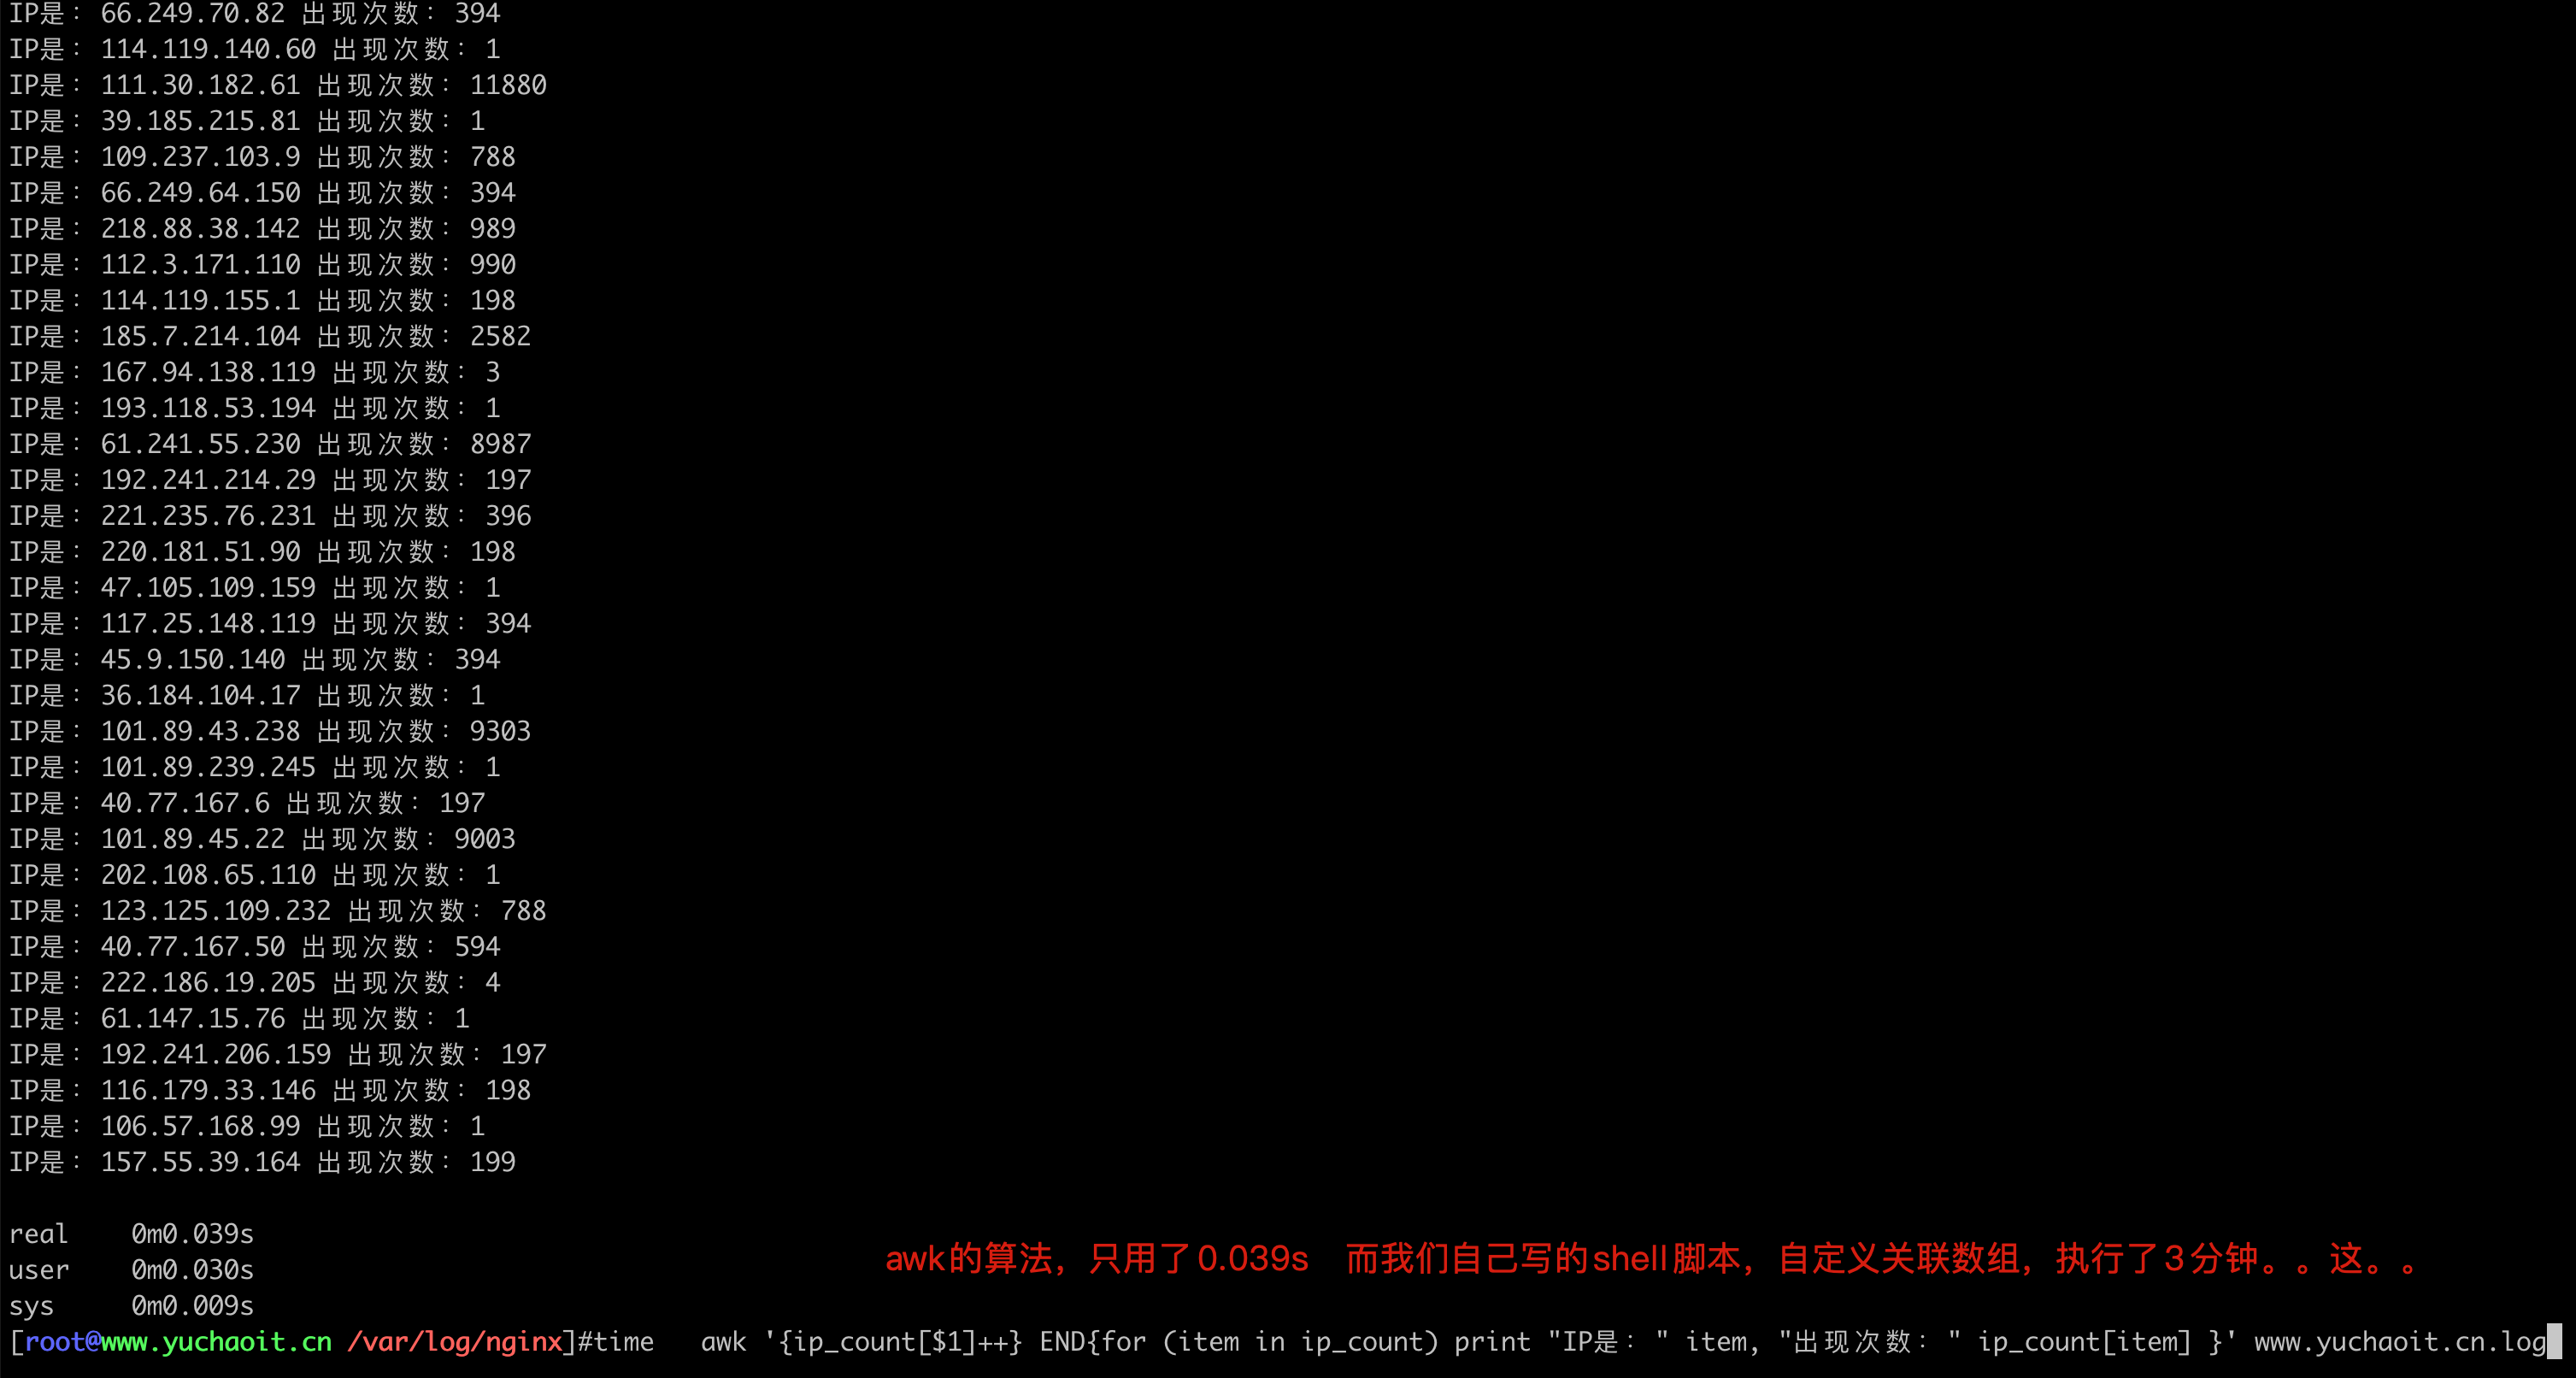 IP是： 66.249.70.82 出现次数： 394
IP是： 114.119.140.60 出现次数： 1
IP是： 111.30.182.61 出现次数： 11880
IP是： 39.185.215.81 出现次数： 1
IP是： 109.237.103.9 出现次数： 788
IP是： 66.249.64.150 出现次数： 394
IP是： 218.88.38.142 出现次数： 989
IP是： 112.3.171.110 出现次数： 990
IP是： 114.119.155.1 出现次数： 198
IP是： 185.7.214.104 出现次数： 2582
IP是： 167.94.138.119 出现次数： 3
IP是： 193.118.53.194 出现次数： 1
IP是： 61.241.55.230 出现次数： 8987
IP是： 192.241.214.29 出现次数： 197
IP是： 221.235.76.231 出现次数： 396
IP是： 220.181.51.90 出现次数： 198
IP是： 47.105.109.159 出现次数： 1
IP是： 117.25.148.119 出现次数： 394
IP是： 45.9.150.140 出现次数： 394
IP是： 36.184.104.17 出现次数： 1
IP是： 101.89.43.238 出现次数： 9303
IP是： 101.89.239.245 出现次数： 1
IP是： 40.77.167.6 出现次数： 197
IP是： 101.89.45.22 出现次数： 9003
IP是： 202.108.65.110 出现次数： 1
IP是： 123.125.109.232 出现次数： 788
IP是： 40.77.167.50 出现次数： 594
IP是： 222.186.19.205 出现次数： 4
IP是： 61.147.15.76 出现次数： 1
IP是： 192.241.206.159 出现次数： 197
IP是： 116.179.33.146 出现次数： 198
IP是： 106.57.168.99 出现次数： 1
IP是： 157.55.39.164 出现次数： 199
real    0m0.039s
awk的算法，只用了0.039s   而我们自己写的shell脚本，自定义关联数组，执行了3分钟。。这。。
user    0m0.030s
sys     0m0.009s
[root@www.yuchaoit.cn /var/log/nginx]#time   awk '{ip_count[$1]++} END{for (item in ip_count) print "IP是： " item, "出现次数： " ip_count[item] }' www.yuchaoit.cn.log